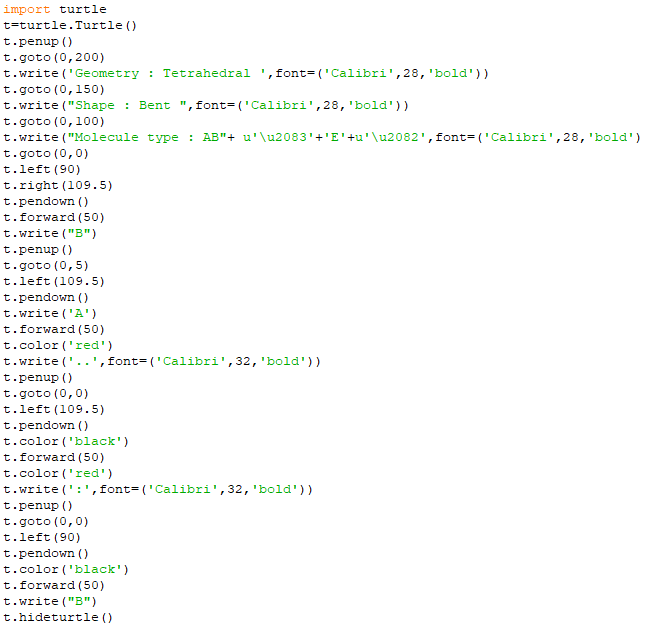 import turtle
t=turtle.Turtle()
t.penup()
t.goto(0,200)
t.write('Geometry : Tetrahedral ',font=('Calibri',28,'bold'))
t.goto(0,150)
t.write("Shape : Bent ",font=('Calibri',28,'bold'))
t.goto(0,100)
t.write("Molecule type : AB"+ u'\u2083'+'E'+u'\u2082',font=('Calibri',28,'bold')
t.goto(0,0)
t.left(90)
t.right(109.5)
t.pendown()
t.forward(50)
t.write("B")
t.penup()
t.goto(0,5)
t.left(109.5)
t.pendown()
t.write('A')
t.forward(50)
t.color('red')
t.write('..',font=('Calibri',32,'bold'))
t.penup()
t.goto(0,0)
t.left(109.5)
t.pendown()
t.color('black')
t.forward(50)
t.color('red')
t.write(':',font=('Calibri',32,'bold'))
t.penup()
t.goto(0,0)
t.left(90)
t.pendown()
t.color('black')
t.forward(50)
t.write("B")
t.hideturtle()